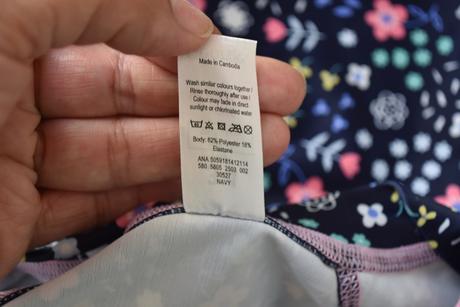 Made in Cambodia
Wash similar colours together /
Rinse thoroughly after use /
Colour may fade in direct
sun or chlorinated water
Body: 82% Polyester 18%
Elastane
ANA 5059181412114
580 5805 2503 002
30527
NAVY